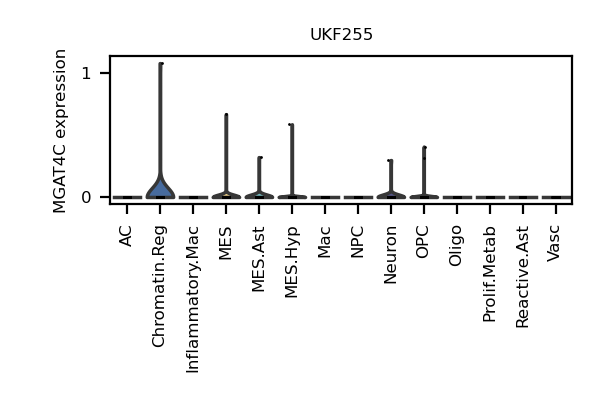 UKF255
MGAT4C expression
1
0
AC
Chromatin.Reg
Inflammatory.Mac
MES
MES.Ast
MES.Hyp
Mac
NPC
Neuron
OPC
Oligo
Prolif.Metab
Reactive.Ast
Vasc